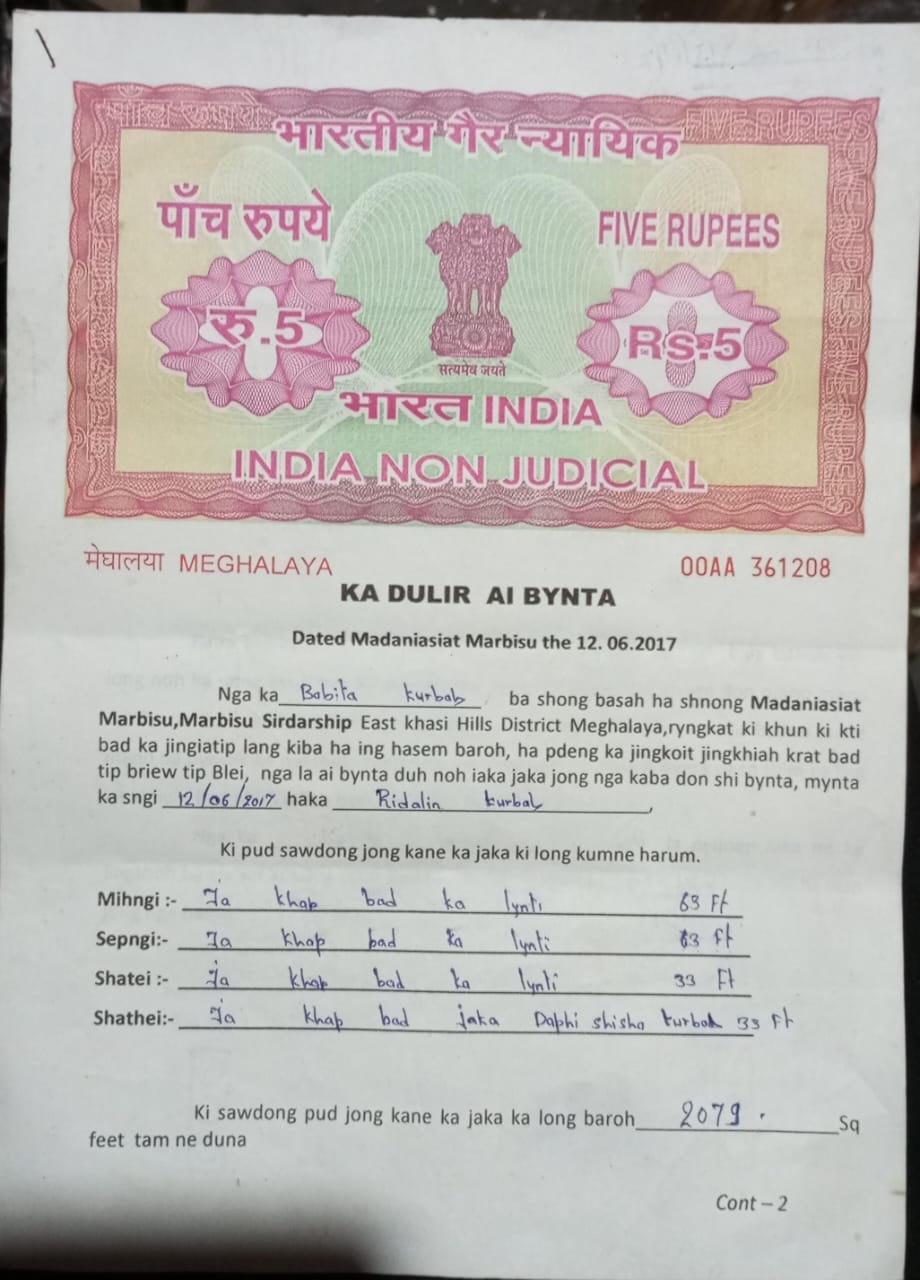 भारतीय गैर न्यायिक
पाँच रुपये FIVE RUPEES
रु.5 Rs.5
सत्यमेव जयते
भारत INDIA
INDIA NON JUDICIAL
मेघालया MEGHALAYA 00AA 361208
KA DULIR AI BYNTA
Dated Madaniasiat Marbisu the 12. 06.2017
Nga ka Babita kurbah, ba shong basah ha shnong Madaniasiat
Marbisu,Marbisu Sirdarship East khasi Hills District Meghalaya,ryngkat ki khun ki kti
bad ka jingiatip lang kiba ha ing hasem baroh, ha pdeng ka jingkoit jingkhiah krat bad
tip briew tip Blei, nga la ai bynta duh noh iaka jaka jong nga kaba don shi bynta, mynta
ka sngi 12/06/2017 haka Ridalin kurbah,
Ki pud sawdong jong kane ka jaka ki long kumne harum.
Mihngi :- Ia khap bad ka lynti 63 Ft
Sepngi:- Ia khap bad ka lynti 63 Ft
Shatei :- Ia khap bad ka lynti 33 Ft
Shathei:- Ia khap bad jaka Daphi shisha kurbah 33 Ft
Ki sawdong pud jong kane ka jaka ka long baroh 2079. Sq
feet tam ne duna
Cont – 2